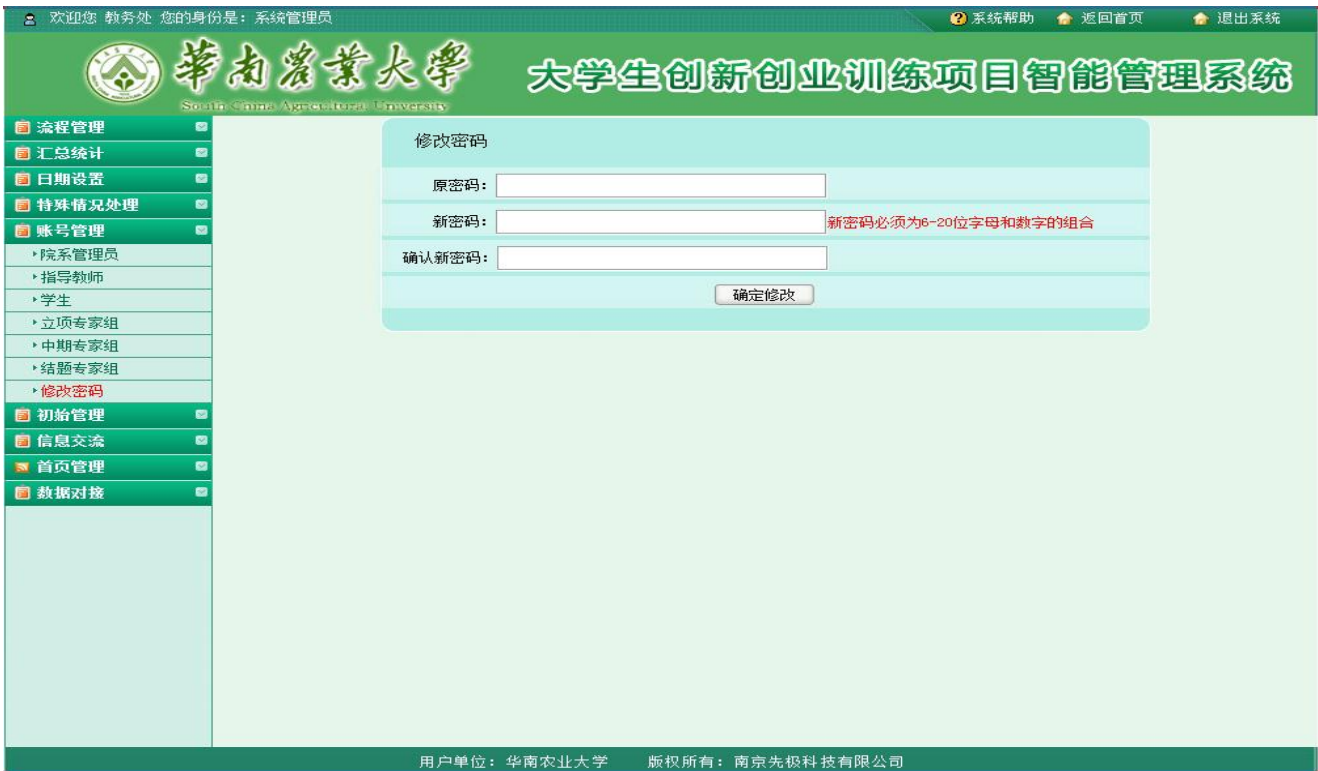 欢迎您 教务处 您的身份是：系统管理员
系统帮助 返回首页 退出系统
華南农業大學
South China Agricultural University
大学生创新创业训练项目智能管理系统
流程管理
汇总统计
日期设置
特殊情况处理
账号管理
院系管理员
指导教师
学生
立项专家组
中期专家组
结题专家组
修改密码
初始管理
信息交流
首页管理
数据对接
修改密码
原密码：
新密码： 新密码必须为6-20位字母和数字的组合
确认新密码：
确定修改
用户单位：华南农业大学 版权所有：南京先极科技有限公司